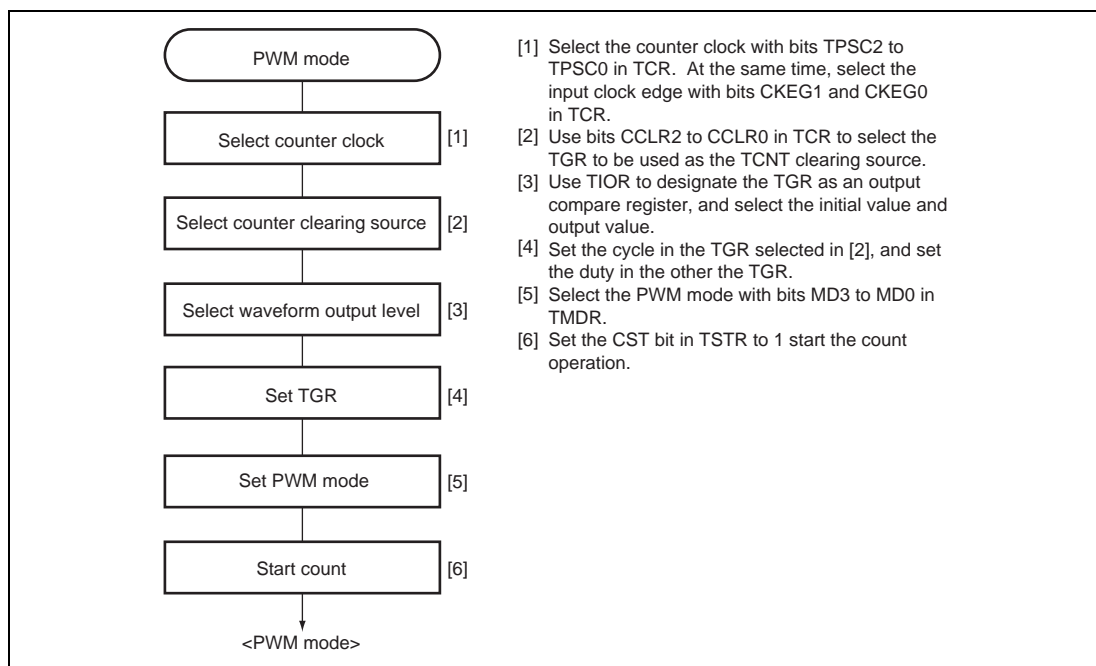 PWM mode
Select counter clock [1]
Select counter clearing source [2]
Select waveform output level [3]
Set TGR [4]
Set PWM mode [5]
Start count [6]
<PWM mode>
[1] Select the counter clock with bits TPSC2 to
TPSC0 in TCR. At the same time, select the
input clock edge with bits CKEG1 and CKEG0
in TCR.
[2] Use bits CCLR2 to CCLR0 in TCR to select the
TGR to be used as the TCNT clearing source.
[3] Use TIOR to designate the TGR as an output
compare register, and select the initial value and
output value.
[4] Set the cycle in the TGR selected in [2], and set
the duty in the other the TGR.
[5] Select the PWM mode with bits MD3 to MD0 in
TMDR.
[6] Set the CST bit in TSTR to 1 start the count
operation.